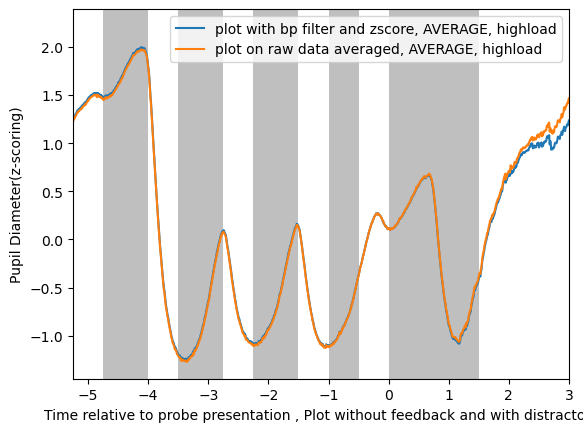 plot with bp filter and zscore, AVERAGE, highload
plot on raw data averaged, AVERAGE, highload
Pupil Diameter(z-scoring)
2.0
1.5
1.0
0.5
0.0
−0.5
−1.0
−5 −4 −3 −2 −1 0 1 2 3
Time relative to probe presentation , Plot without feedback and with distracto